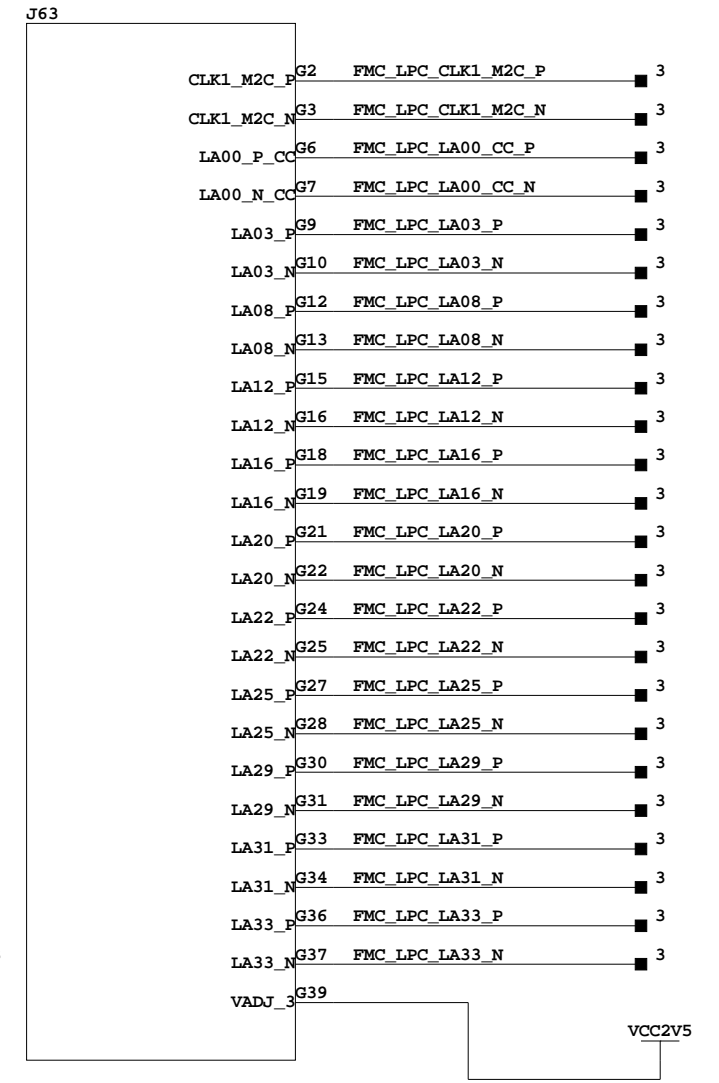 J63
CLK1_M2C_P G2 FMC_LPC_CLK1_M2C_P 3
CLK1_M2C_N G3 FMC_LPC_CLK1_M2C_N 3
LA00_P_CC G6 FMC_LPC_LA00_CC_P 3
LA00_N_CC G7 FMC_LPC_LA00_CC_N 3
LA03_P G9 FMC_LPC_LA03_P 3
LA03_N G10 FMC_LPC_LA03_N 3
LA08_P G12 FMC_LPC_LA08_P 3
LA08_N G13 FMC_LPC_LA08_N 3
LA12_P G15 FMC_LPC_LA12_P 3
LA12_N G16 FMC_LPC_LA12_N 3
LA16_P G18 FMC_LPC_LA16_P 3
LA16_N G19 FMC_LPC_LA16_N 3
LA20_P G21 FMC_LPC_LA20_P 3
LA20_N G22 FMC_LPC_LA20_N 3
LA22_P G24 FMC_LPC_LA22_P 3
LA22_N G25 FMC_LPC_LA22_N 3
LA25_P G27 FMC_LPC_LA25_P 3
LA25_N G28 FMC_LPC_LA25_N 3
LA29_P G30 FMC_LPC_LA29_P 3
LA29_N G31 FMC_LPC_LA29_N 3
LA31_P G33 FMC_LPC_LA31_P 3
LA31_N G34 FMC_LPC_LA31_N 3
LA33_P G36 FMC_LPC_LA33_P 3
LA33_N G37 FMC_LPC_LA33_N 3
VADJ_3 G39
VCC2V5